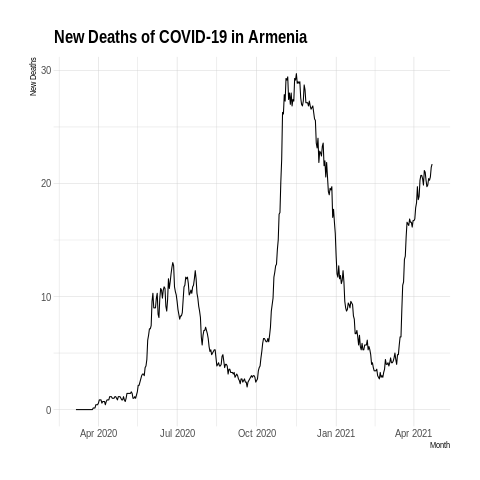 New Deaths of COVID-19 in Armenia
New Deaths
30
20
10
0
Apr 2020 Jul 2020 Oct 2020 Jan 2021 Apr 2021
Month